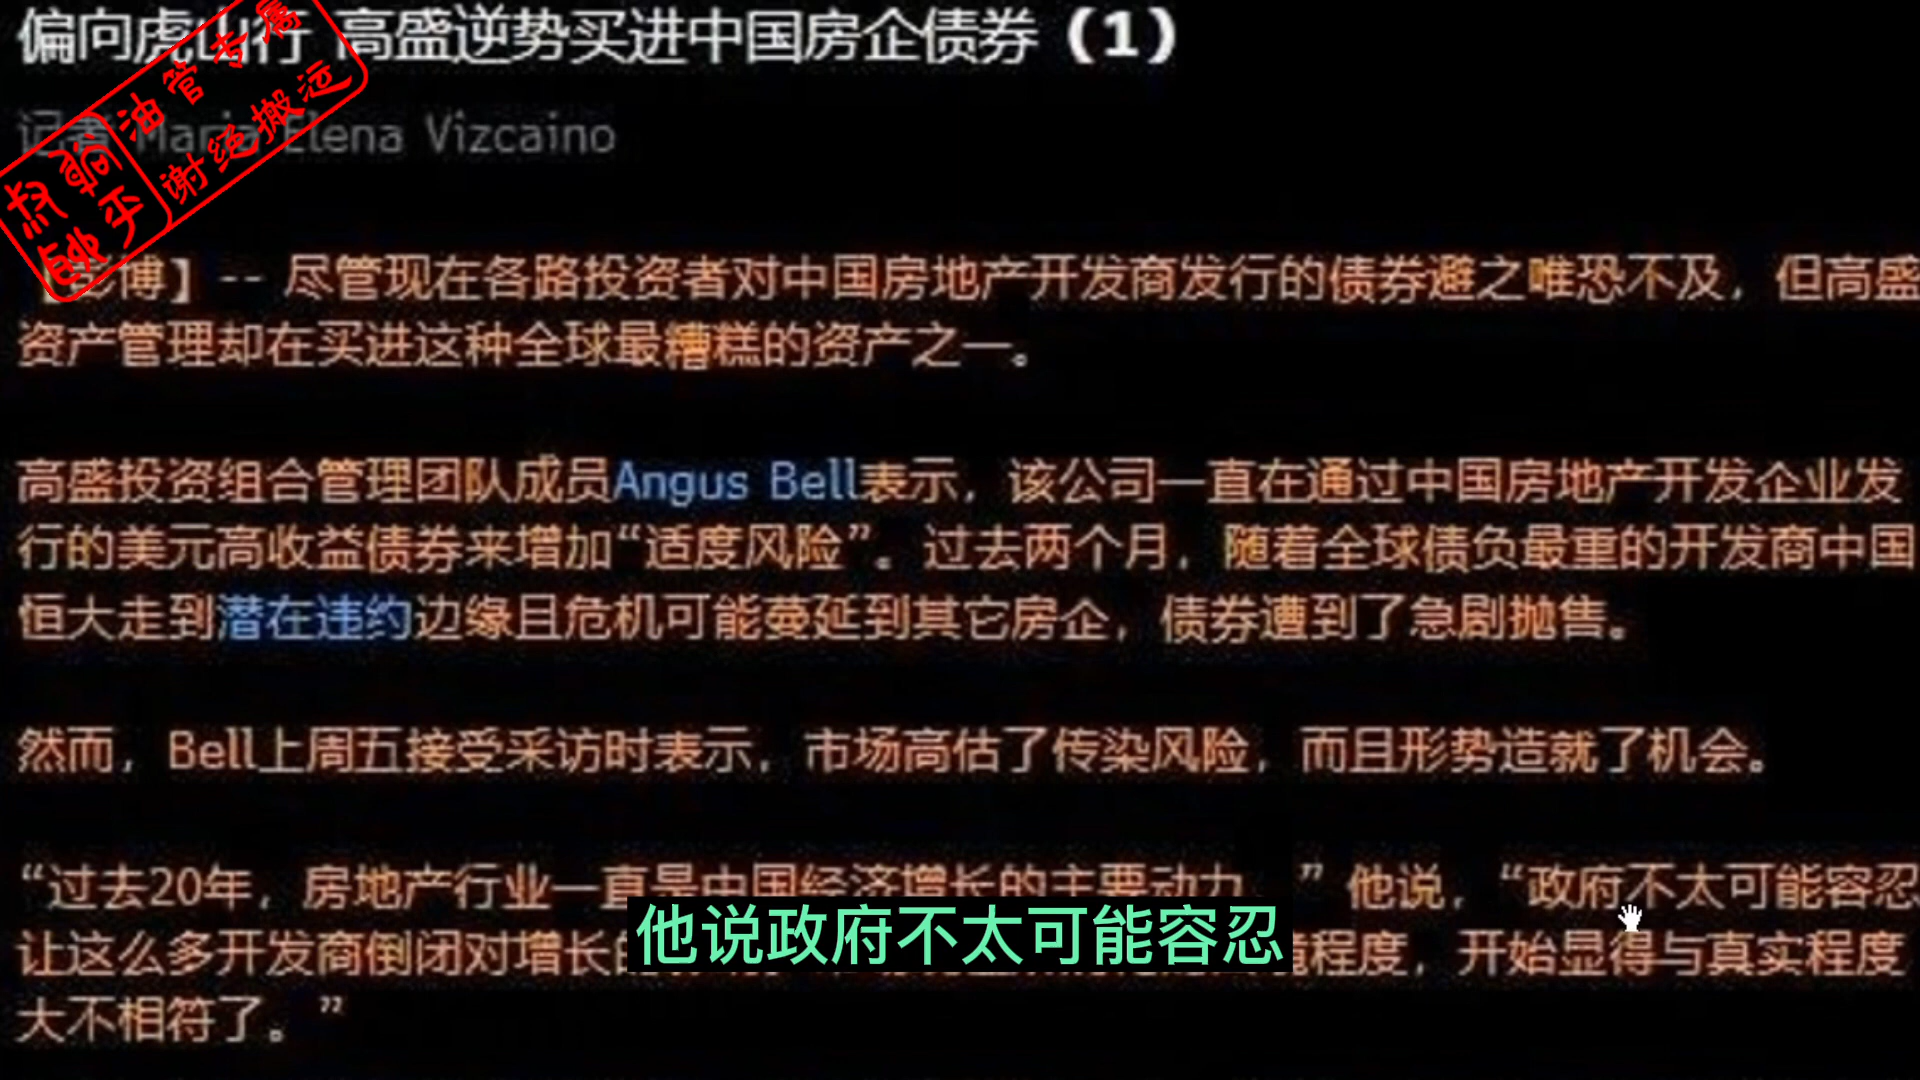 偏向虎山行 高盛逆势买进中国房企债券（1）
记者 Maria Elena Vizcaino
油管专属
谢绝搬运
【彭博】-- 尽管现在各路投资者对中国房地产开发商发行的债券避之唯恐不及，但高盛
资产管理却在买进这种全球最糟糕的资产之一。
高盛投资组合管理团队成员Angus Bell表示，该公司一直在通过中国房地产开发企业发
行的美元高收益债券来增加“适度风险”。过去两个月，随着全球债负最重的开发商中国
恒大走到潜在违约边缘且危机可能蔓延到其它房企，债券遭到了急剧抛售。
然而，Bell上周五接受采访时表示，市场高估了传染风险，而且形势造就了机会。
“过去20年，房地产行业一直是中国经济增长的主要动力。”他说，“政府不太可能容忍
让这么多开发商倒闭对增长的 程度，开始显得与真实程度
大不相符了。”
他说政府不太可能容忍